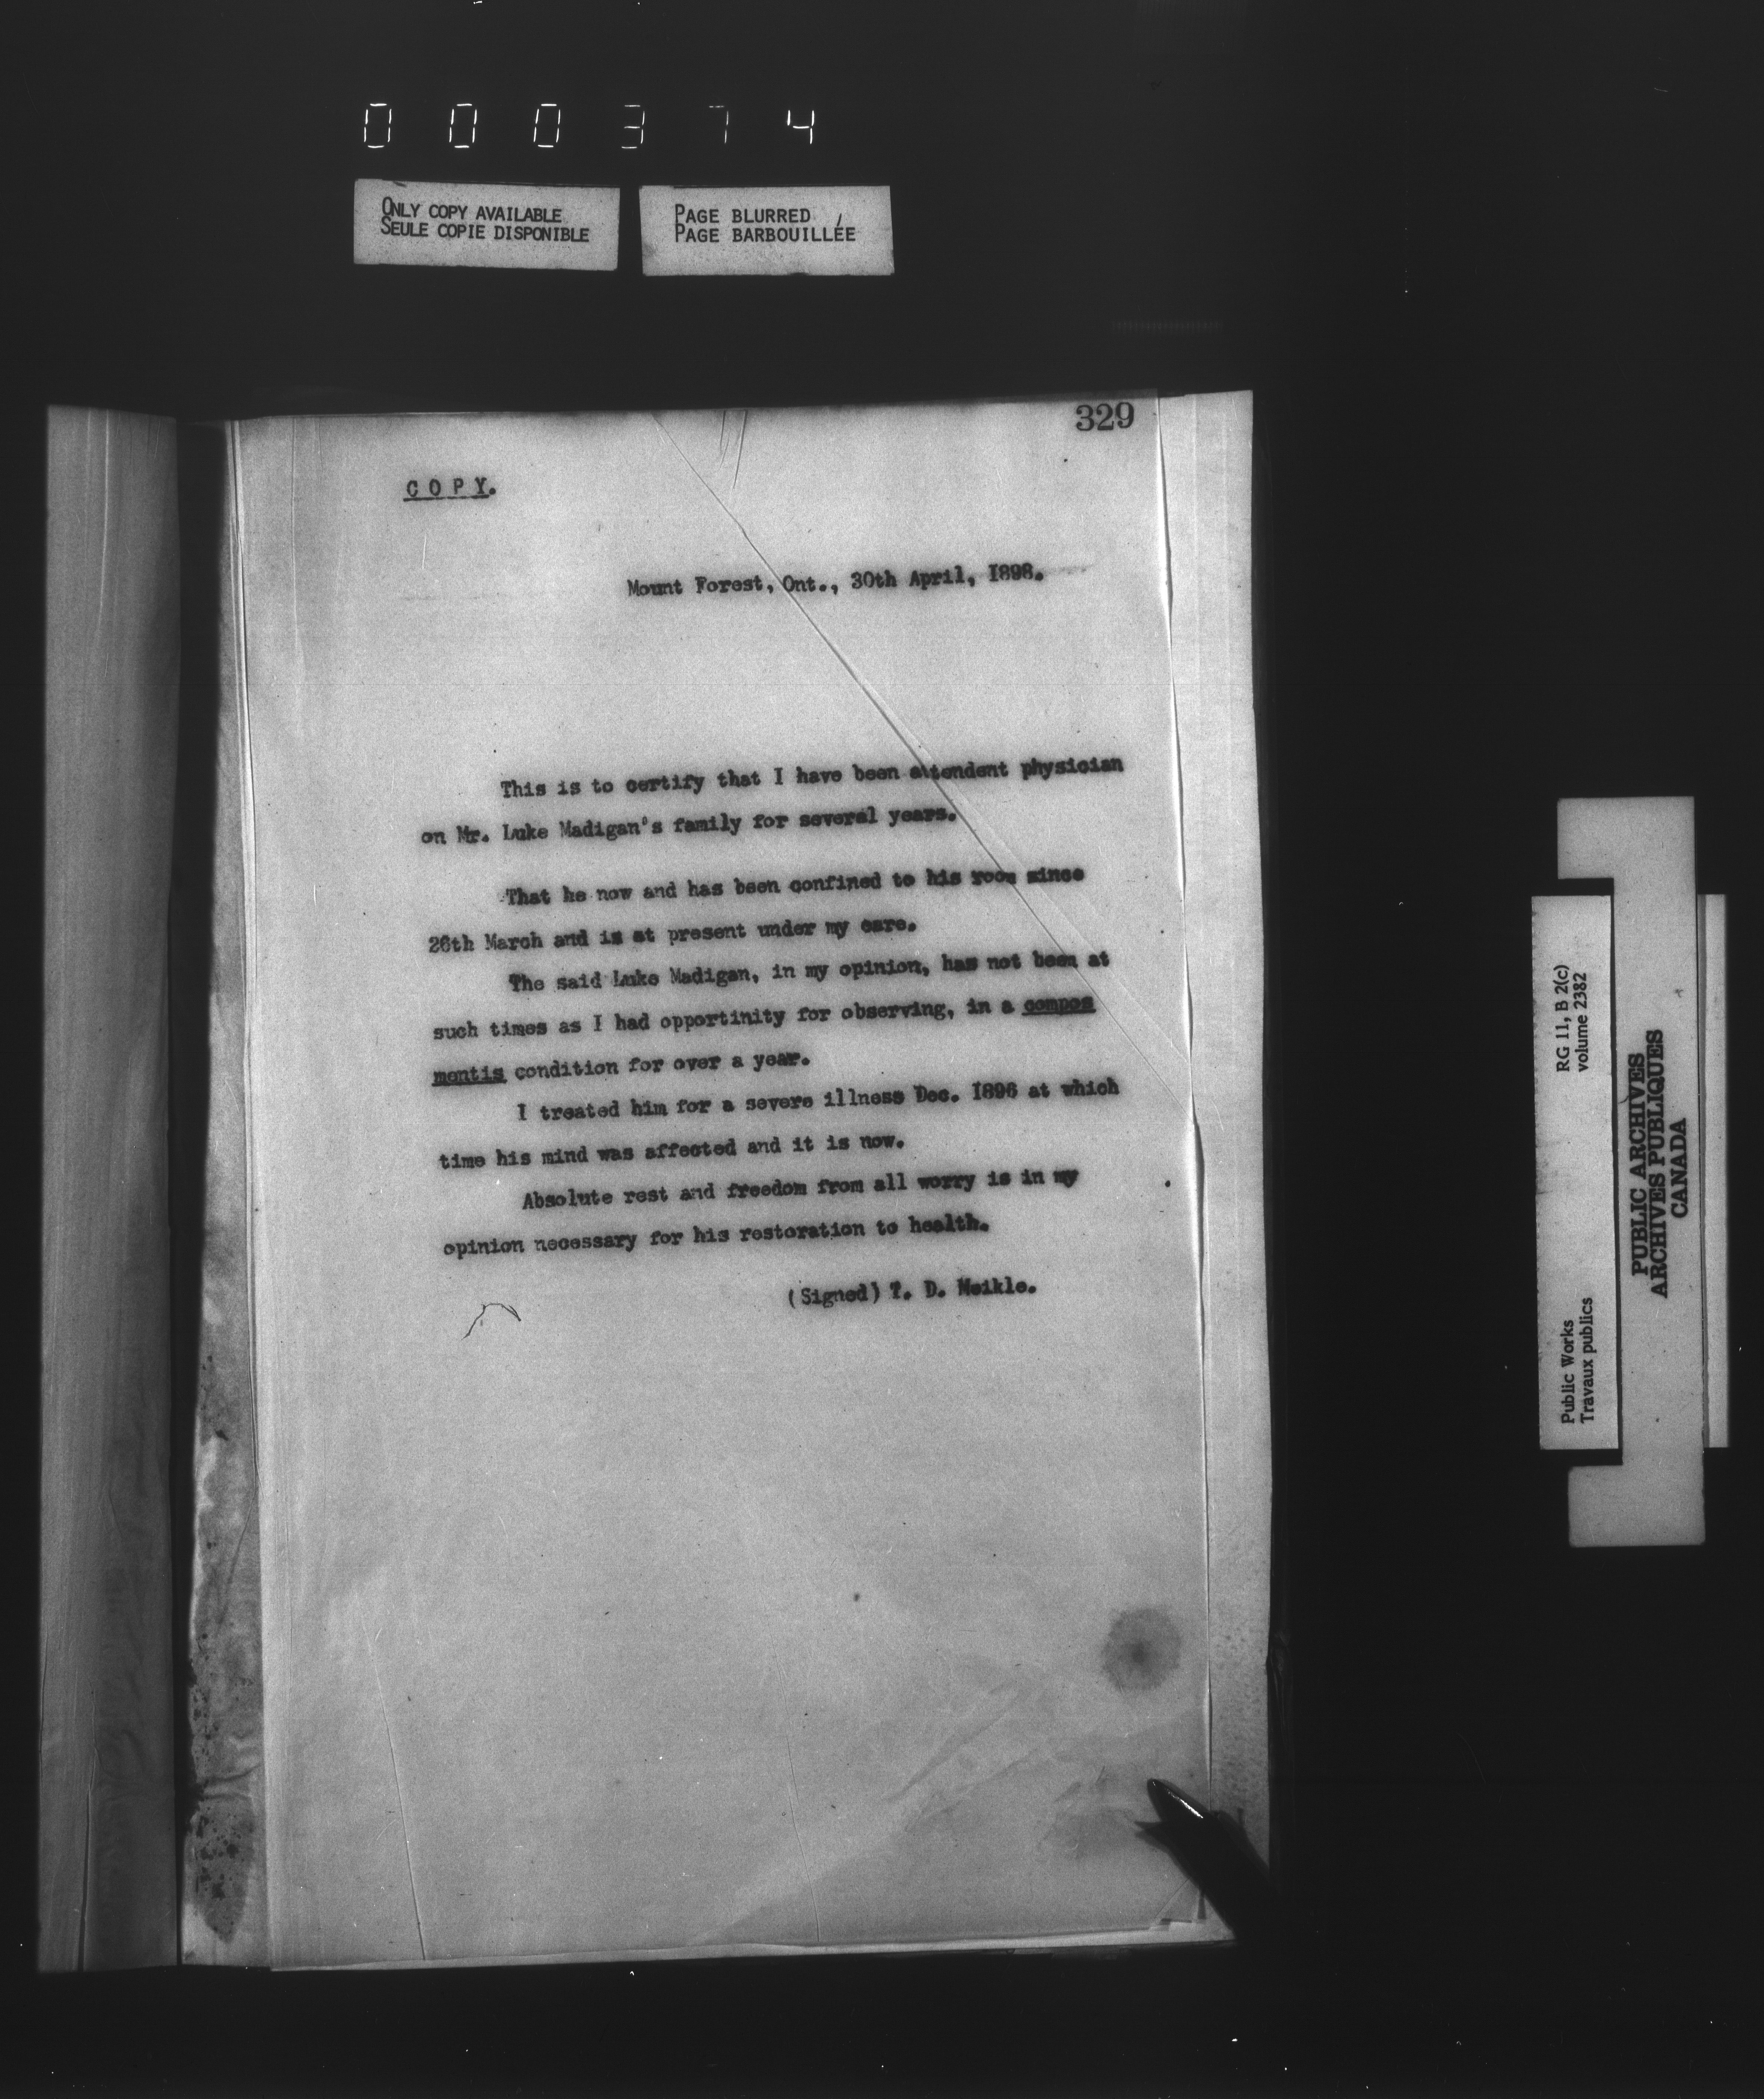 000374
ONLY COPY AVAILABLE
SEULE COPIE DISPONIBLE
PAGE BLURRED
PAGE BARBOUILLÉE
329
COPY.
Mount Forest, Ont., 30th April, 1898.
This is to certify that I have been attendent physician
on Mr. Luke Madigan's family for several years.
That he now and has been confined to his room since
26th March and is at present under my care.
The said Luke Madigan, in my opinion, has not been at
such times as I had opportinity for observing, in a compos
mentis condition for over a year.
I treated him for a severe illness Dec. 1896 at which
time his mind was affected and it is now.
Absolute rest and freedom from all worry is in my
opinion necessary for his restoration to health.
(Signed) T. D. Meikle.
RG 11, B 2(c)
volume 2382
Public Works
Travaux publics
PUBLIC ARCHIVES
ARCHIVES PUBLIQUES
CANADA